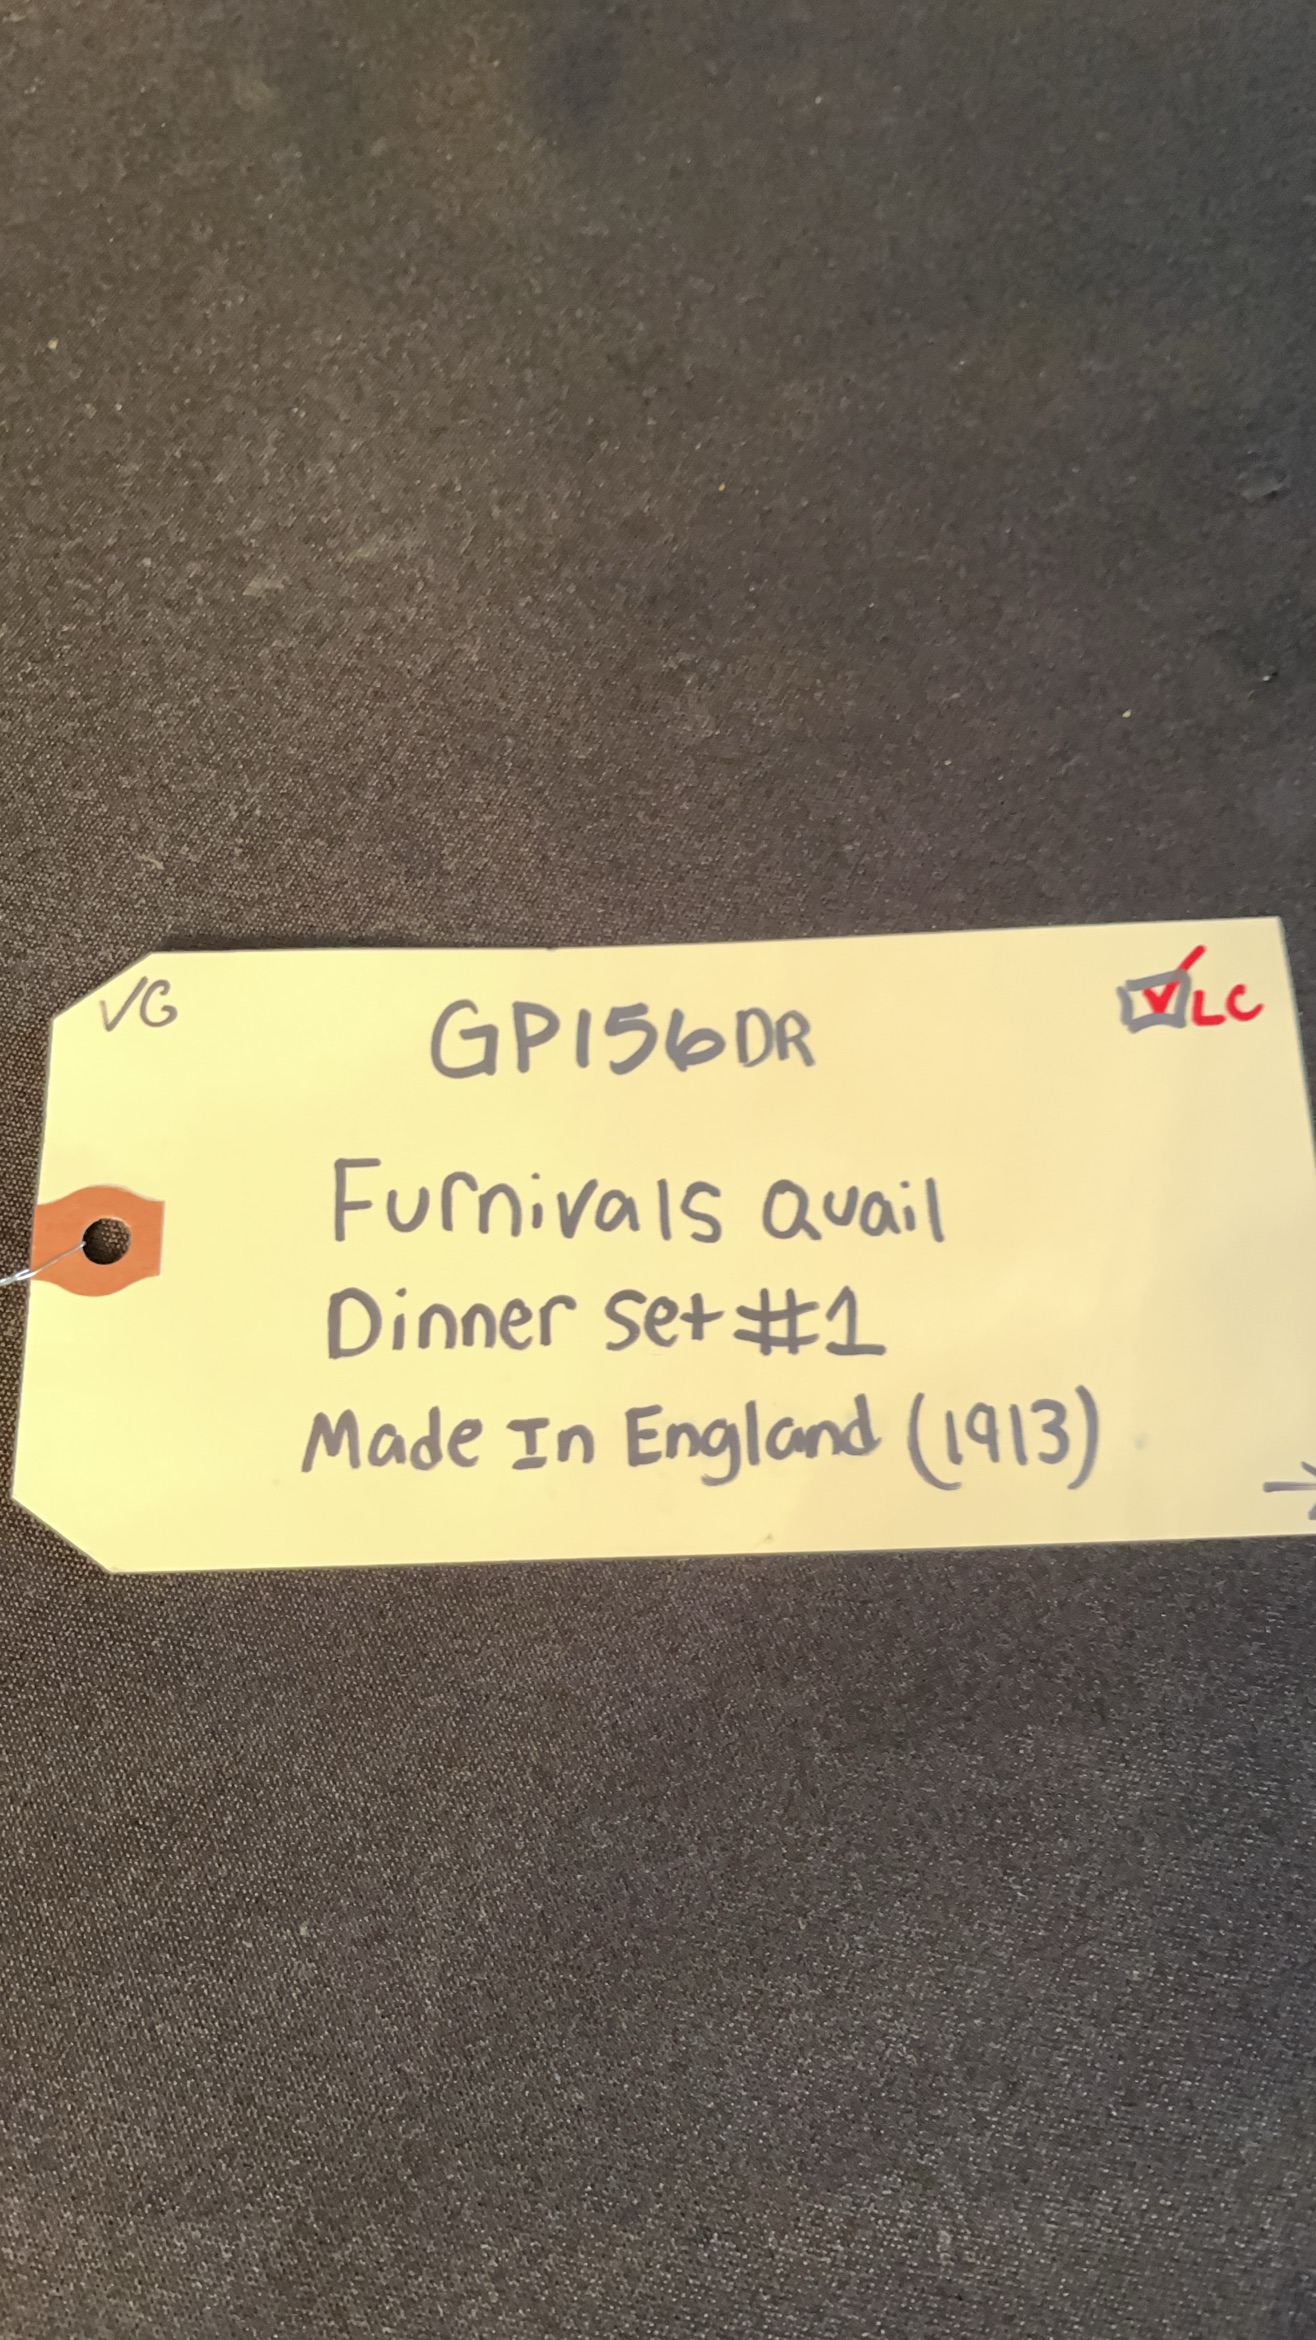 VG
GP156DR
LC
Furnivals Quail
Dinner Set #1
Made In England (1913)